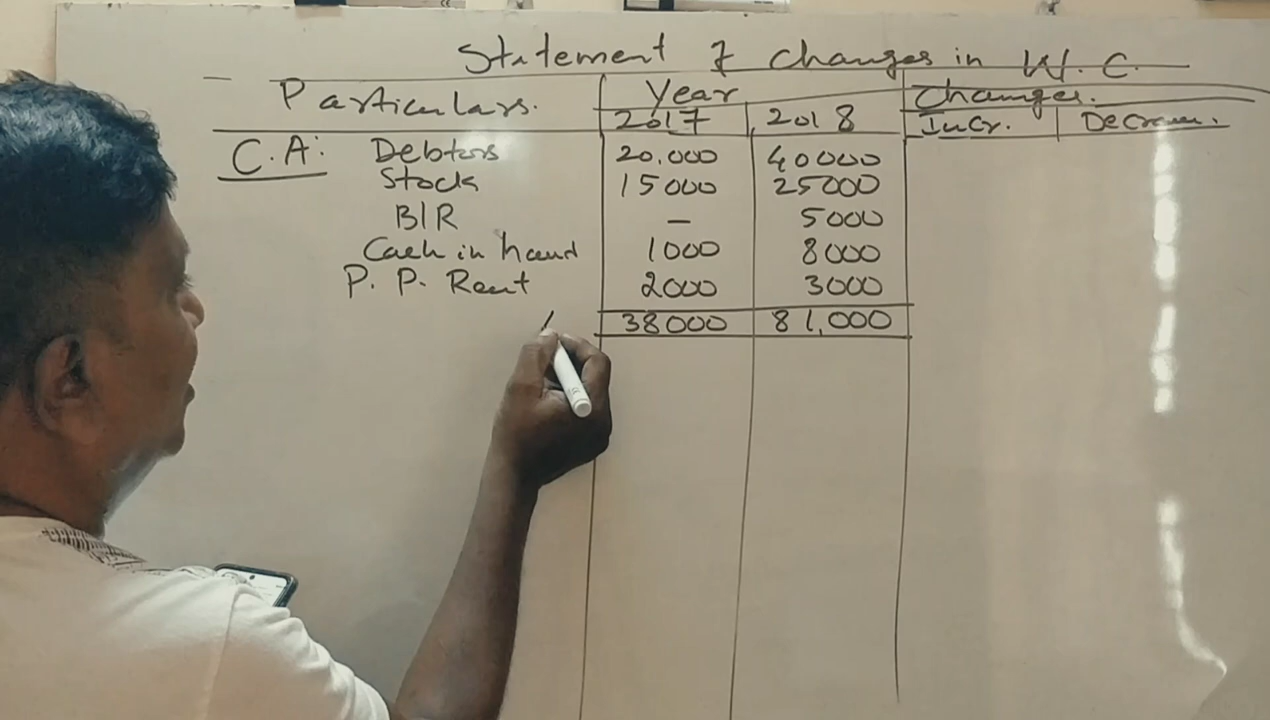 Statement of changes in W.C.
Particulars. Year Changes.
2017 2018 Incr. Decrease.
C.A: Debtors 20,000 40000
Stock 15000 25000
B/R — 5000
Cash in hand 1000 8000
P. P. Rent 2000 3000
38000 81,000